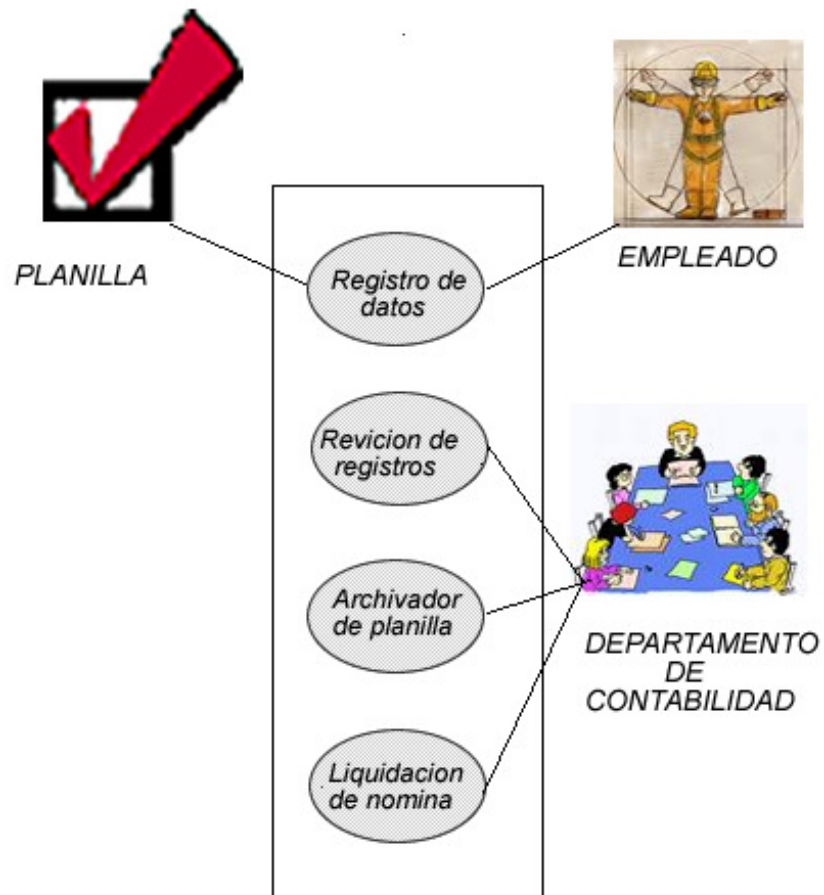 PLANILLA
EMPLEADO
Registro de
datos
Revicion de
registros
Archivador
de planilla
DEPARTAMENTO
DE
CONTABILIDAD
Liquidacion
de nomina